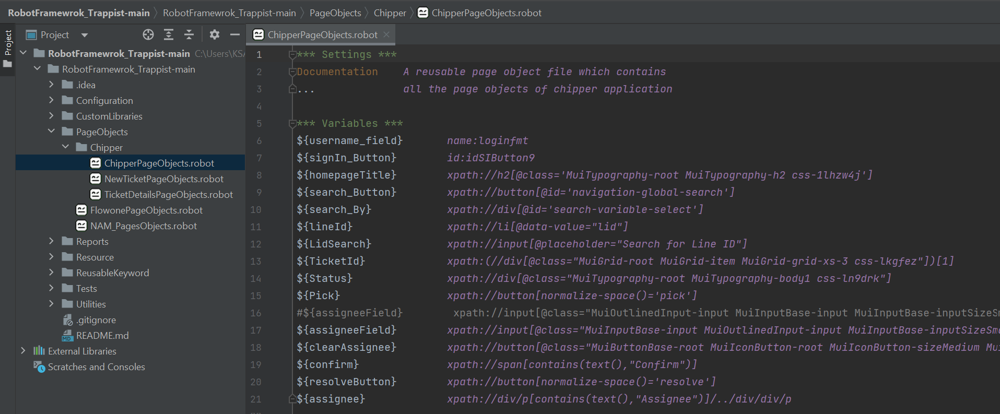 RobotFramewrok_Trappist-main RobotFramewrok_Trappist-main PageObjects Chipper ChipperPageObjects.robot
Project
Project
RobotFramewrok_Trappist-main C:\Users\KSA
RobotFramewrok_Trappist-main
.idea
Configuration
CustomLibraries
PageObjects
Chipper
ChipperPageObjects.robot
NewTicketPageObjects.robot
TicketDetailsPageObjects.robot
FlowonePageObjects.robot
NAM_PagesObjects.robot
Reports
Resource
ReusableKeyword
Tests
Utilities
.gitignore
MD README.md
External Libraries
Scratches and Consoles
ChipperPageObjects.robot
1 *** Settings ***
2 Documentation A reusable page object file which contains
3 ... all the page objects of chipper application
4
5 *** Variables ***
6 ${username_field} name:loginfmt
7 ${signIn_Button} id:idSIButton9
8 ${homepageTitle} xpath://h2[@class='MuiTypography-root MuiTypography-h2 css-1lhzw4j']
9 ${search_Button} xpath://button[@id='navigation-global-search']
10 ${search_By} xpath://div[@id='search-variable-select']
11 ${lineId} xpath://li[@data-value="lid"]
12 ${LidSearch} xpath://input[@placeholder="Search for Line ID"]
13 ${TicketId} xpath:(//div[@class="MuiGrid-root MuiGrid-item MuiGrid-grid-xs-3 css-lkgfez"])[1]
14 ${Status} xpath://div[@class="MuiTypography-root MuiTypography-body1 css-ln9drk"]
15 ${Pick} xpath://button[normalize-space()='pick']
16 #${assigneeField} xpath://input[@class="MuiOutlinedInput-input MuiInputBase-input MuiInputBase-inputSizeSm
17 ${assigneeField} xpath://input[@class="MuiInputBase-input MuiOutlinedInput-input MuiInputBase-inputSizeSma
18 ${clearAssignee} xpath://button[@class="MuiButtonBase-root MuiIconButton-root MuiIconButton-sizeMedium Mui
19 ${confirm} xpath://span[contains(text(),"Confirm")]
20 ${resolveButton} xpath://button[normalize-space()='resolve']
21 ${assignee} xpath://div/p[contains(text(),"Assignee")]/../div/div/p